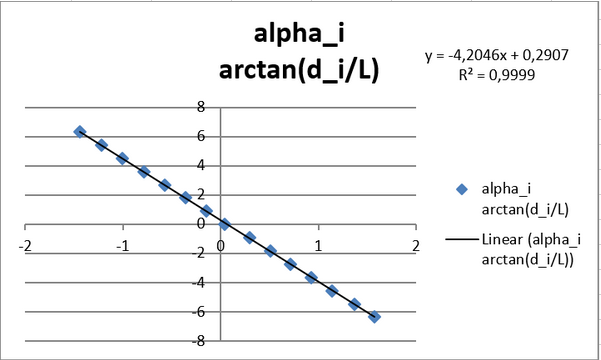 alpha_i
arctan(d_i/L)
y = -4,2046x + 0,2907
R² = 0,9999
8
6
4
2
0
-2
-4
-6
-8
-2
-1
0
1
2
alpha_i
arctan(d_i/L)
Linear (alpha_i
arctan(d_i/L))